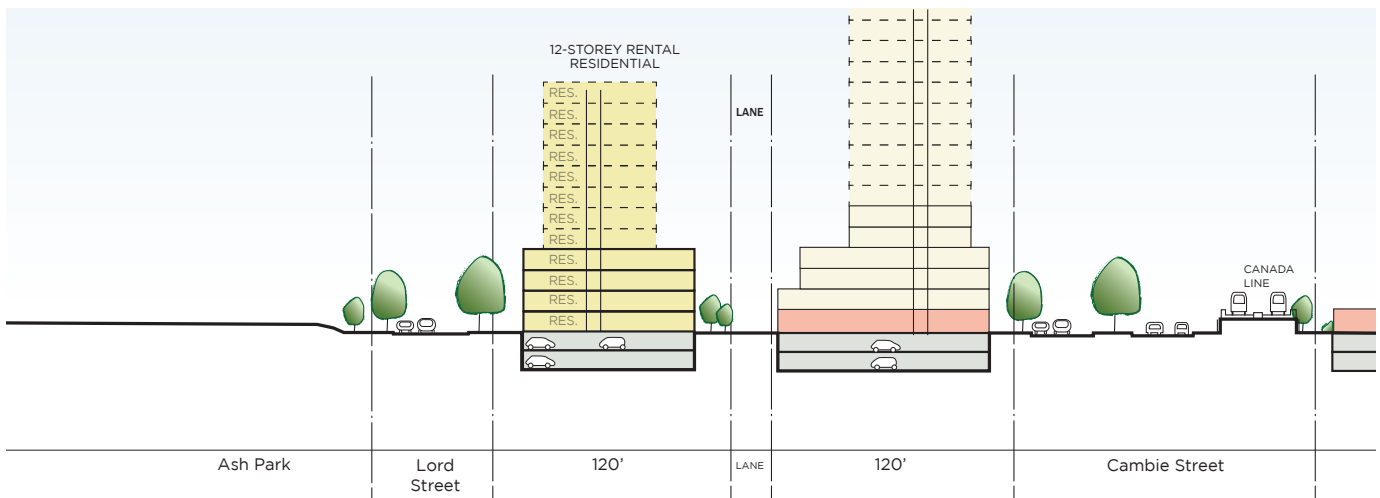 12-STOREY RENTAL
RESIDENTIAL
RES.
RES.
RES.
RES.
RES.
RES.
RES.
RES.
RES.
RES.
RES.
RES.
LANE
CANADA
LINE
Ash Park
Lord
Street
120'
LANE
120'
Cambie Street